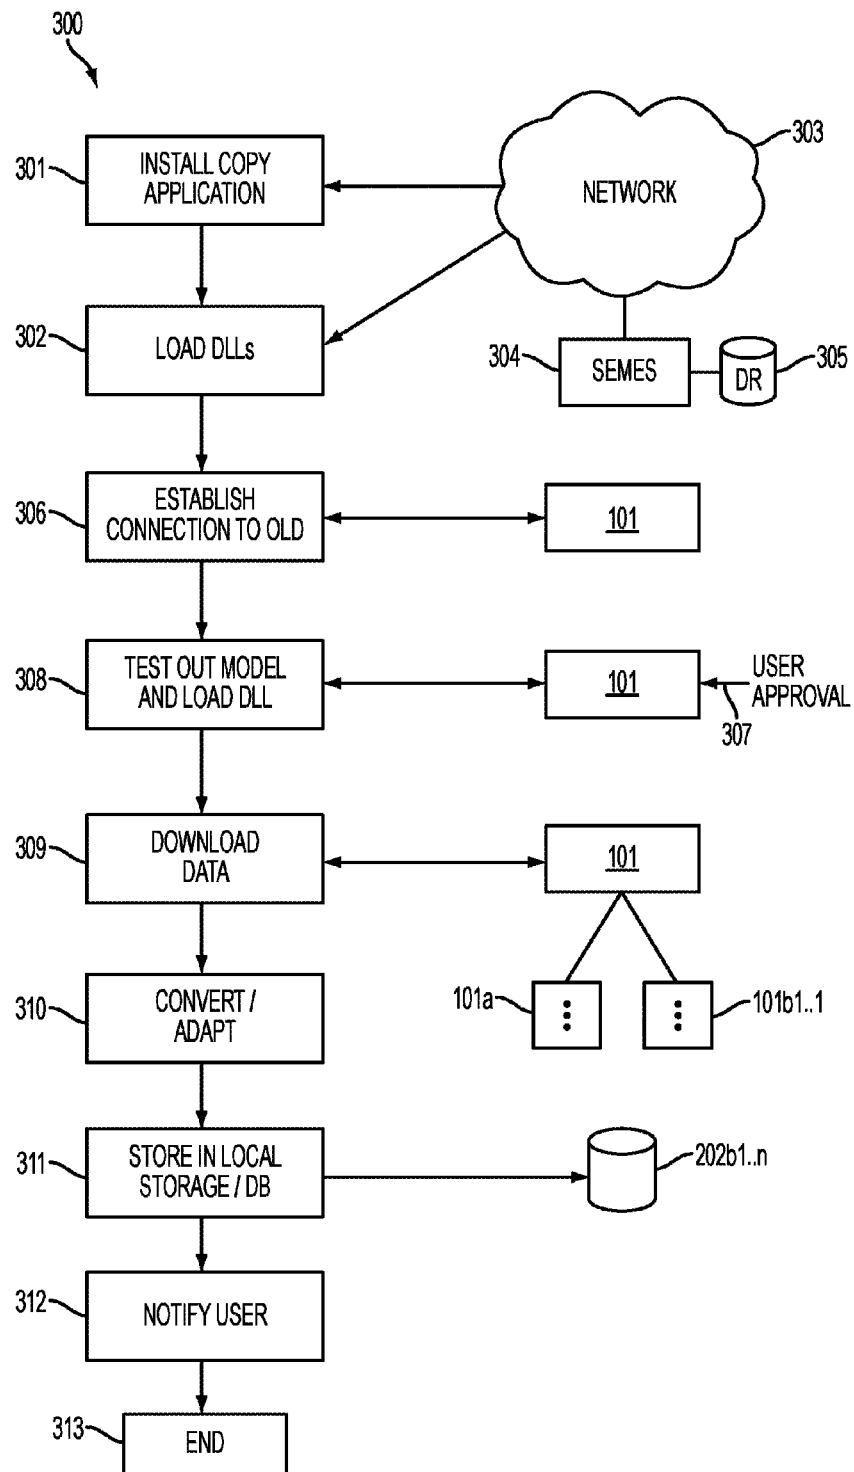 300
301
INSTALL COPY
APPLICATION
NETWORK
303
302
LOAD DLLs
304
SEMES
DR
305
306
ESTABLISH
CONNECTION TO OLD
101
308
TEST OUT MODEL
AND LOAD DLL
101
USER
APPROVAL
307
309
DOWNLOAD
DATA
101
310
CONVERT /
ADAPT
101a
101b1..1
311
STORE IN LOCAL
STORAGE / DB
202b1..n
312
NOTIFY USER
313
END